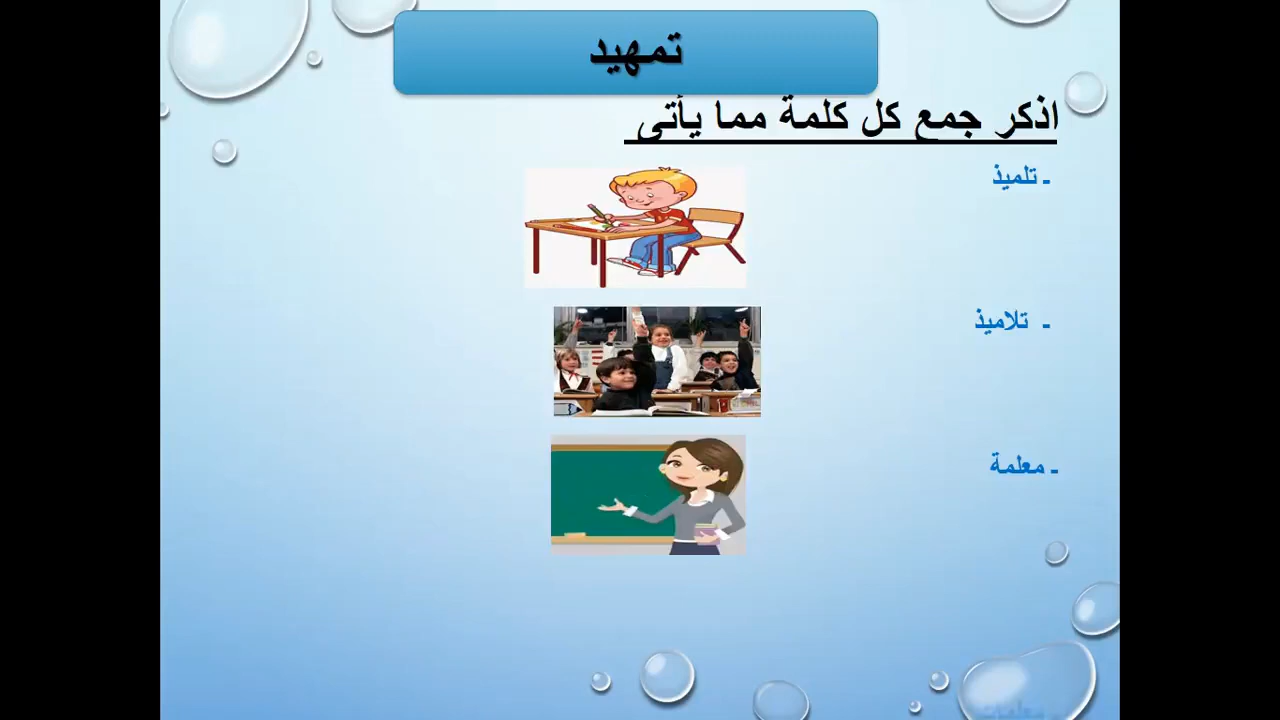 تمهيد
اذكر جمع كل كلمة مما يأتى
ـ تلميذ
ـ تلاميذ
ـ معلمة